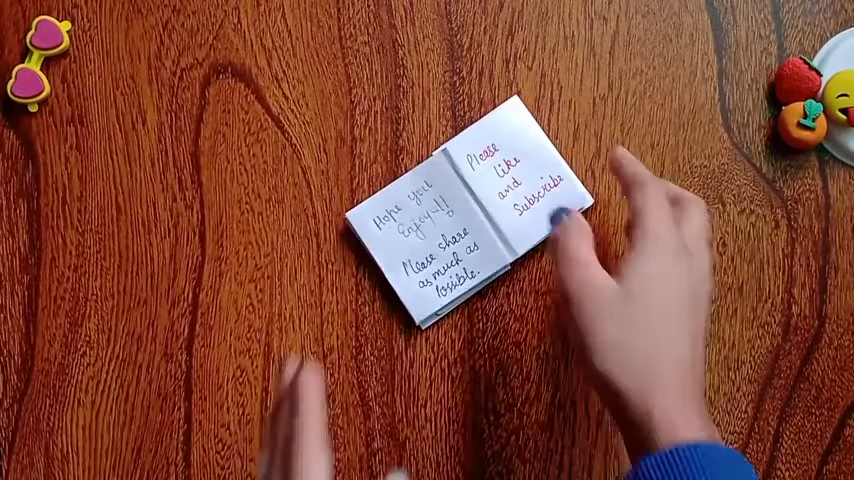 Hope you
Enjoy!!
Please share
as much as
Possible.
Please
like
and
Subscribe